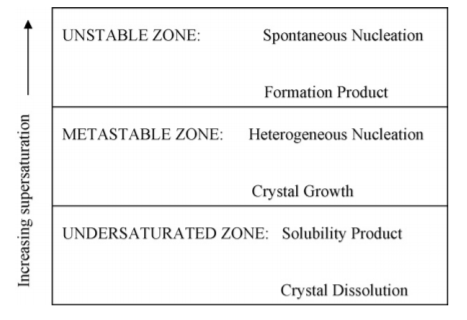 Increasing supersaturation
UNSTABLE ZONE: Spontaneous Nucleation
Formation Product
METASTABLE ZONE: Heterogeneous Nucleation
Crystal Growth
UNDERSATURATED ZONE: Solubility Product
Crystal Dissolution